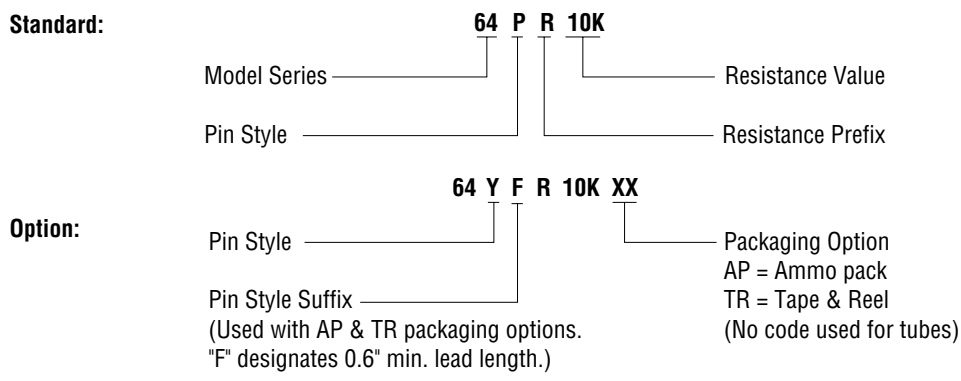 Standard:
64 P R 10K
Model Series
Resistance Value
Pin Style
Resistance Prefix
64 Y F R 10K XX
Option:
Pin Style
Packaging Option
AP = Ammo pack
Pin Style Suffix
TR = Tape & Reel
(Used with AP & TR packaging options.
(No code used for tubes)
"F" designates 0.6" min. lead length.)